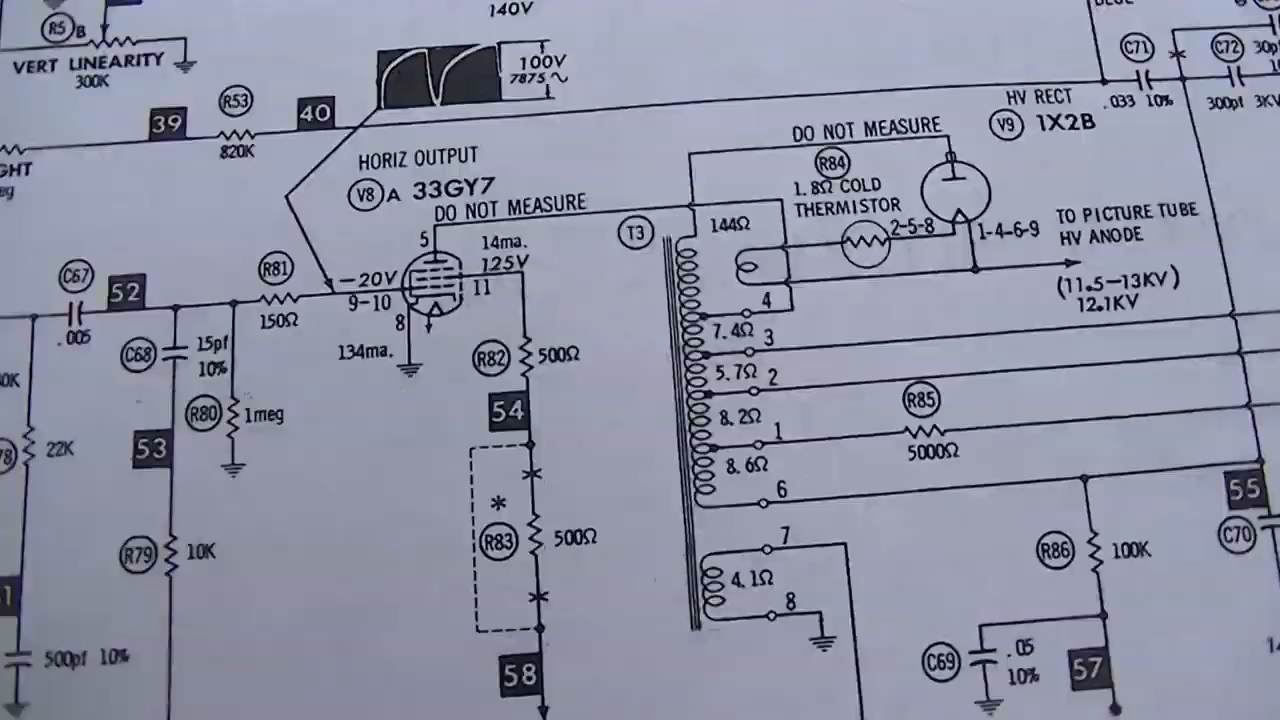 140V
R5 B
VERT LINEARITY
300K
100V
7875 ∿
C71
C72
30pf
.033 10%
300pf 3KV
39
R53
820K
40
HV RECT
V9 1X2B
DO NOT MEASURE
R84
1.8Ω COLD
THERMISTOR
2-5-8
1-4-6-9
TO PICTURE TUBE
HV ANODE
(11.5-13KV)
12.1KV
HORIZ OUTPUT
V8 A 33GY7
DO NOT MEASURE
T3
144Ω
5
14ma.
125V
11
-20V
9-10
8
134ma.
C67
.005
52
R81
150Ω
C68
15pf
10%
R80
1meg
R82
500Ω
54
*
R83
500Ω
58
22K
53
R79
10K
500pf 10%
4
7.4Ω
3
5.7Ω
2
8.2Ω
1
8.6Ω
6
R85
5000Ω
7
4.1Ω
8
R86
100K
55
C70
C69
.05
10%
57